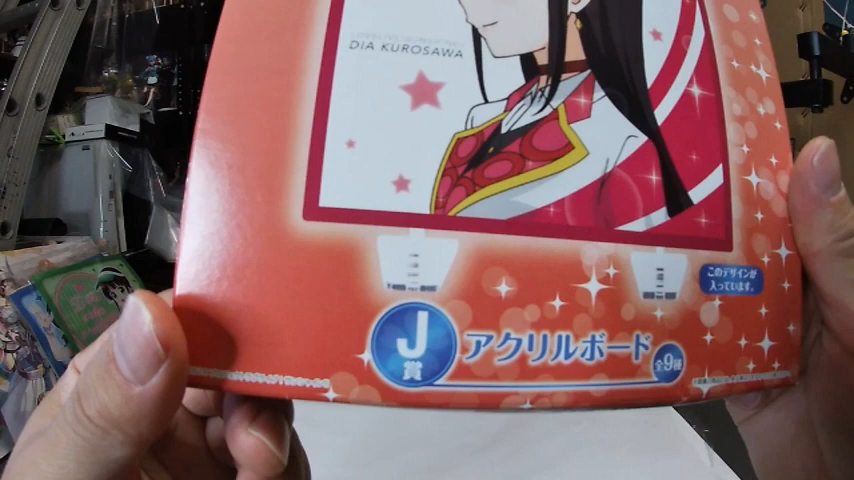 DIA KUROSAWA
このデザインが
入っています。
J
賞
アクリルボード
全9種